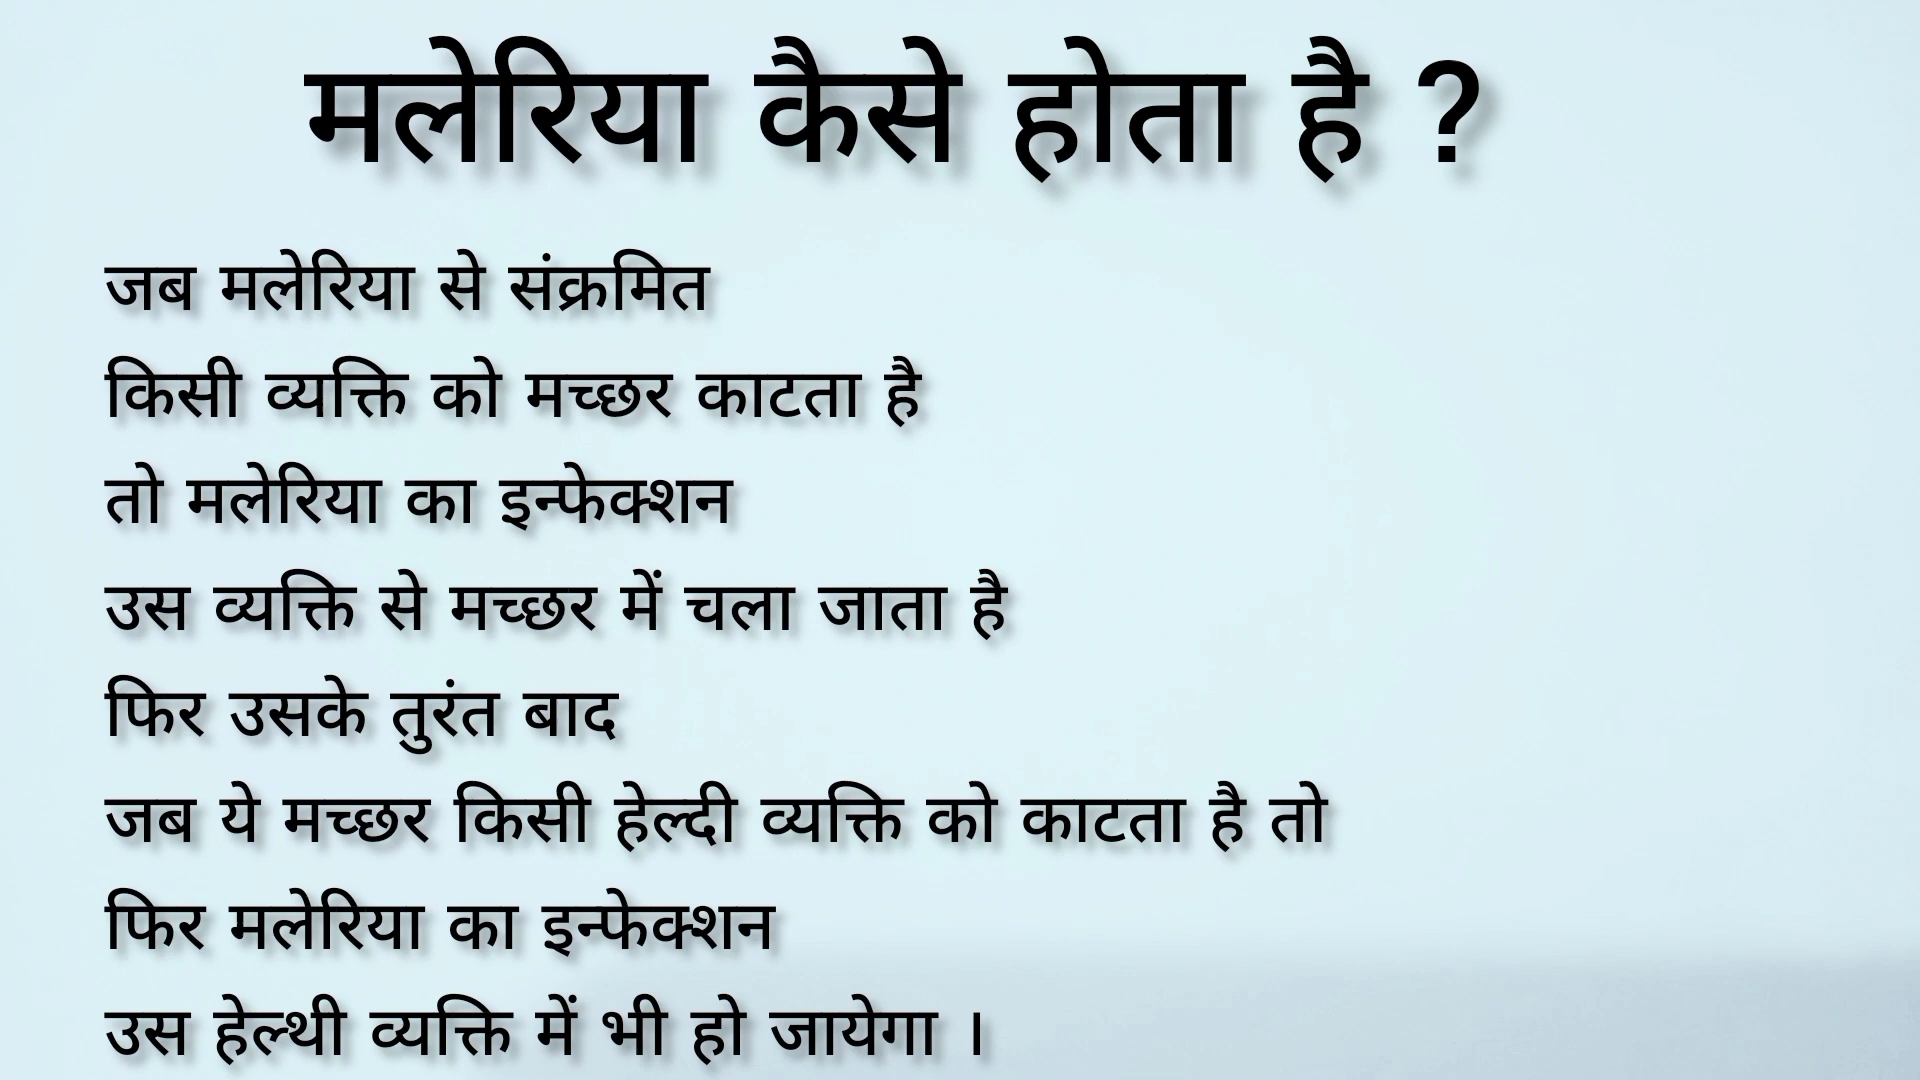 मलेरिया कैसे होता है ?
जब मलेरिया से संक्रमित
किसी व्यक्ति को मच्छर काटता है
तो मलेरिया का इन्फेक्शन
उस व्यक्ति से मच्छर में चला जाता है
फिर उसके तुरंत बाद
जब ये मच्छर किसी हेल्दी व्यक्ति को काटता है तो
फिर मलेरिया का इन्फेक्शन
उस हेल्थी व्यक्ति में भी हो जायेगा ।